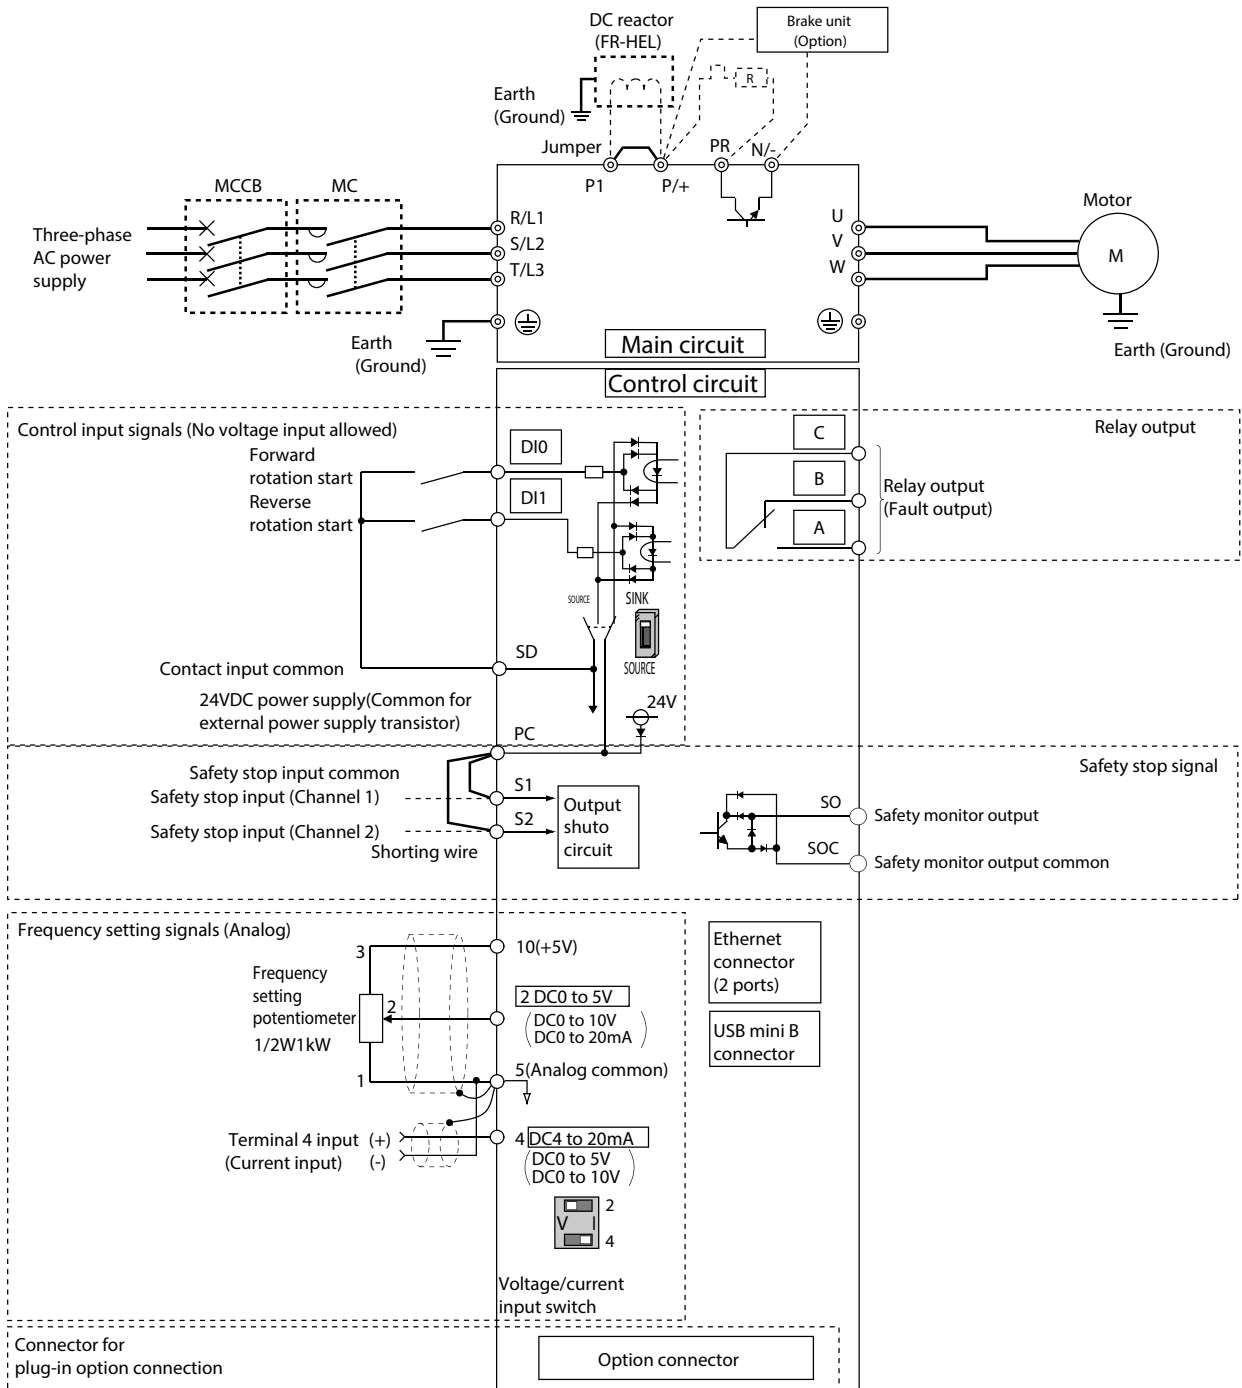 DC reactor
(FR-HEL)
Brake unit
(Option)
R
Earth
(Ground)
Jumper
PR
N/-
P1
P/+
MCCB
MC
Motor
R/L1
U
Three-phase
AC power
supply
S/L2
V
M
T/L3
W
Earth
(Ground)
Main circuit
Earth (Ground)
Control circuit
Control input signals (No voltage input allowed)
Forward
rotation start
Reverse
rotation start
DI0
DI1
C
B
A
Relay output
Relay output
(Fault output)
SOURCE
SINK
SOURCE
SD
Contact input common
24VDC power supply(Common for
external power supply transistor)
24V
PC
Safety stop signal
Safety stop input common
Safety stop input (Channel 1)
S1
Safety stop input (Channel 2)
S2
Shorting wire
Output
shuto
circuit
SO
Safety monitor output
SOC
Safety monitor output common
Frequency setting signals (Analog)
3
10(+5V)
Frequency
setting
potentiometer
1/2W1kW
2
2 DC0 to 5V
DC0 to 10V
DC0 to 20mA
1
5(Analog common)
Ethernet
connector
(2 ports)
USB mini B
connector
Terminal 4 input (+)
(Current input) (-)
4 DC4 to 20mA
DC0 to 5V
DC0 to 10V
2
V I
4
Voltage/current
input switch
Connector for
plug-in option connection
Option connector